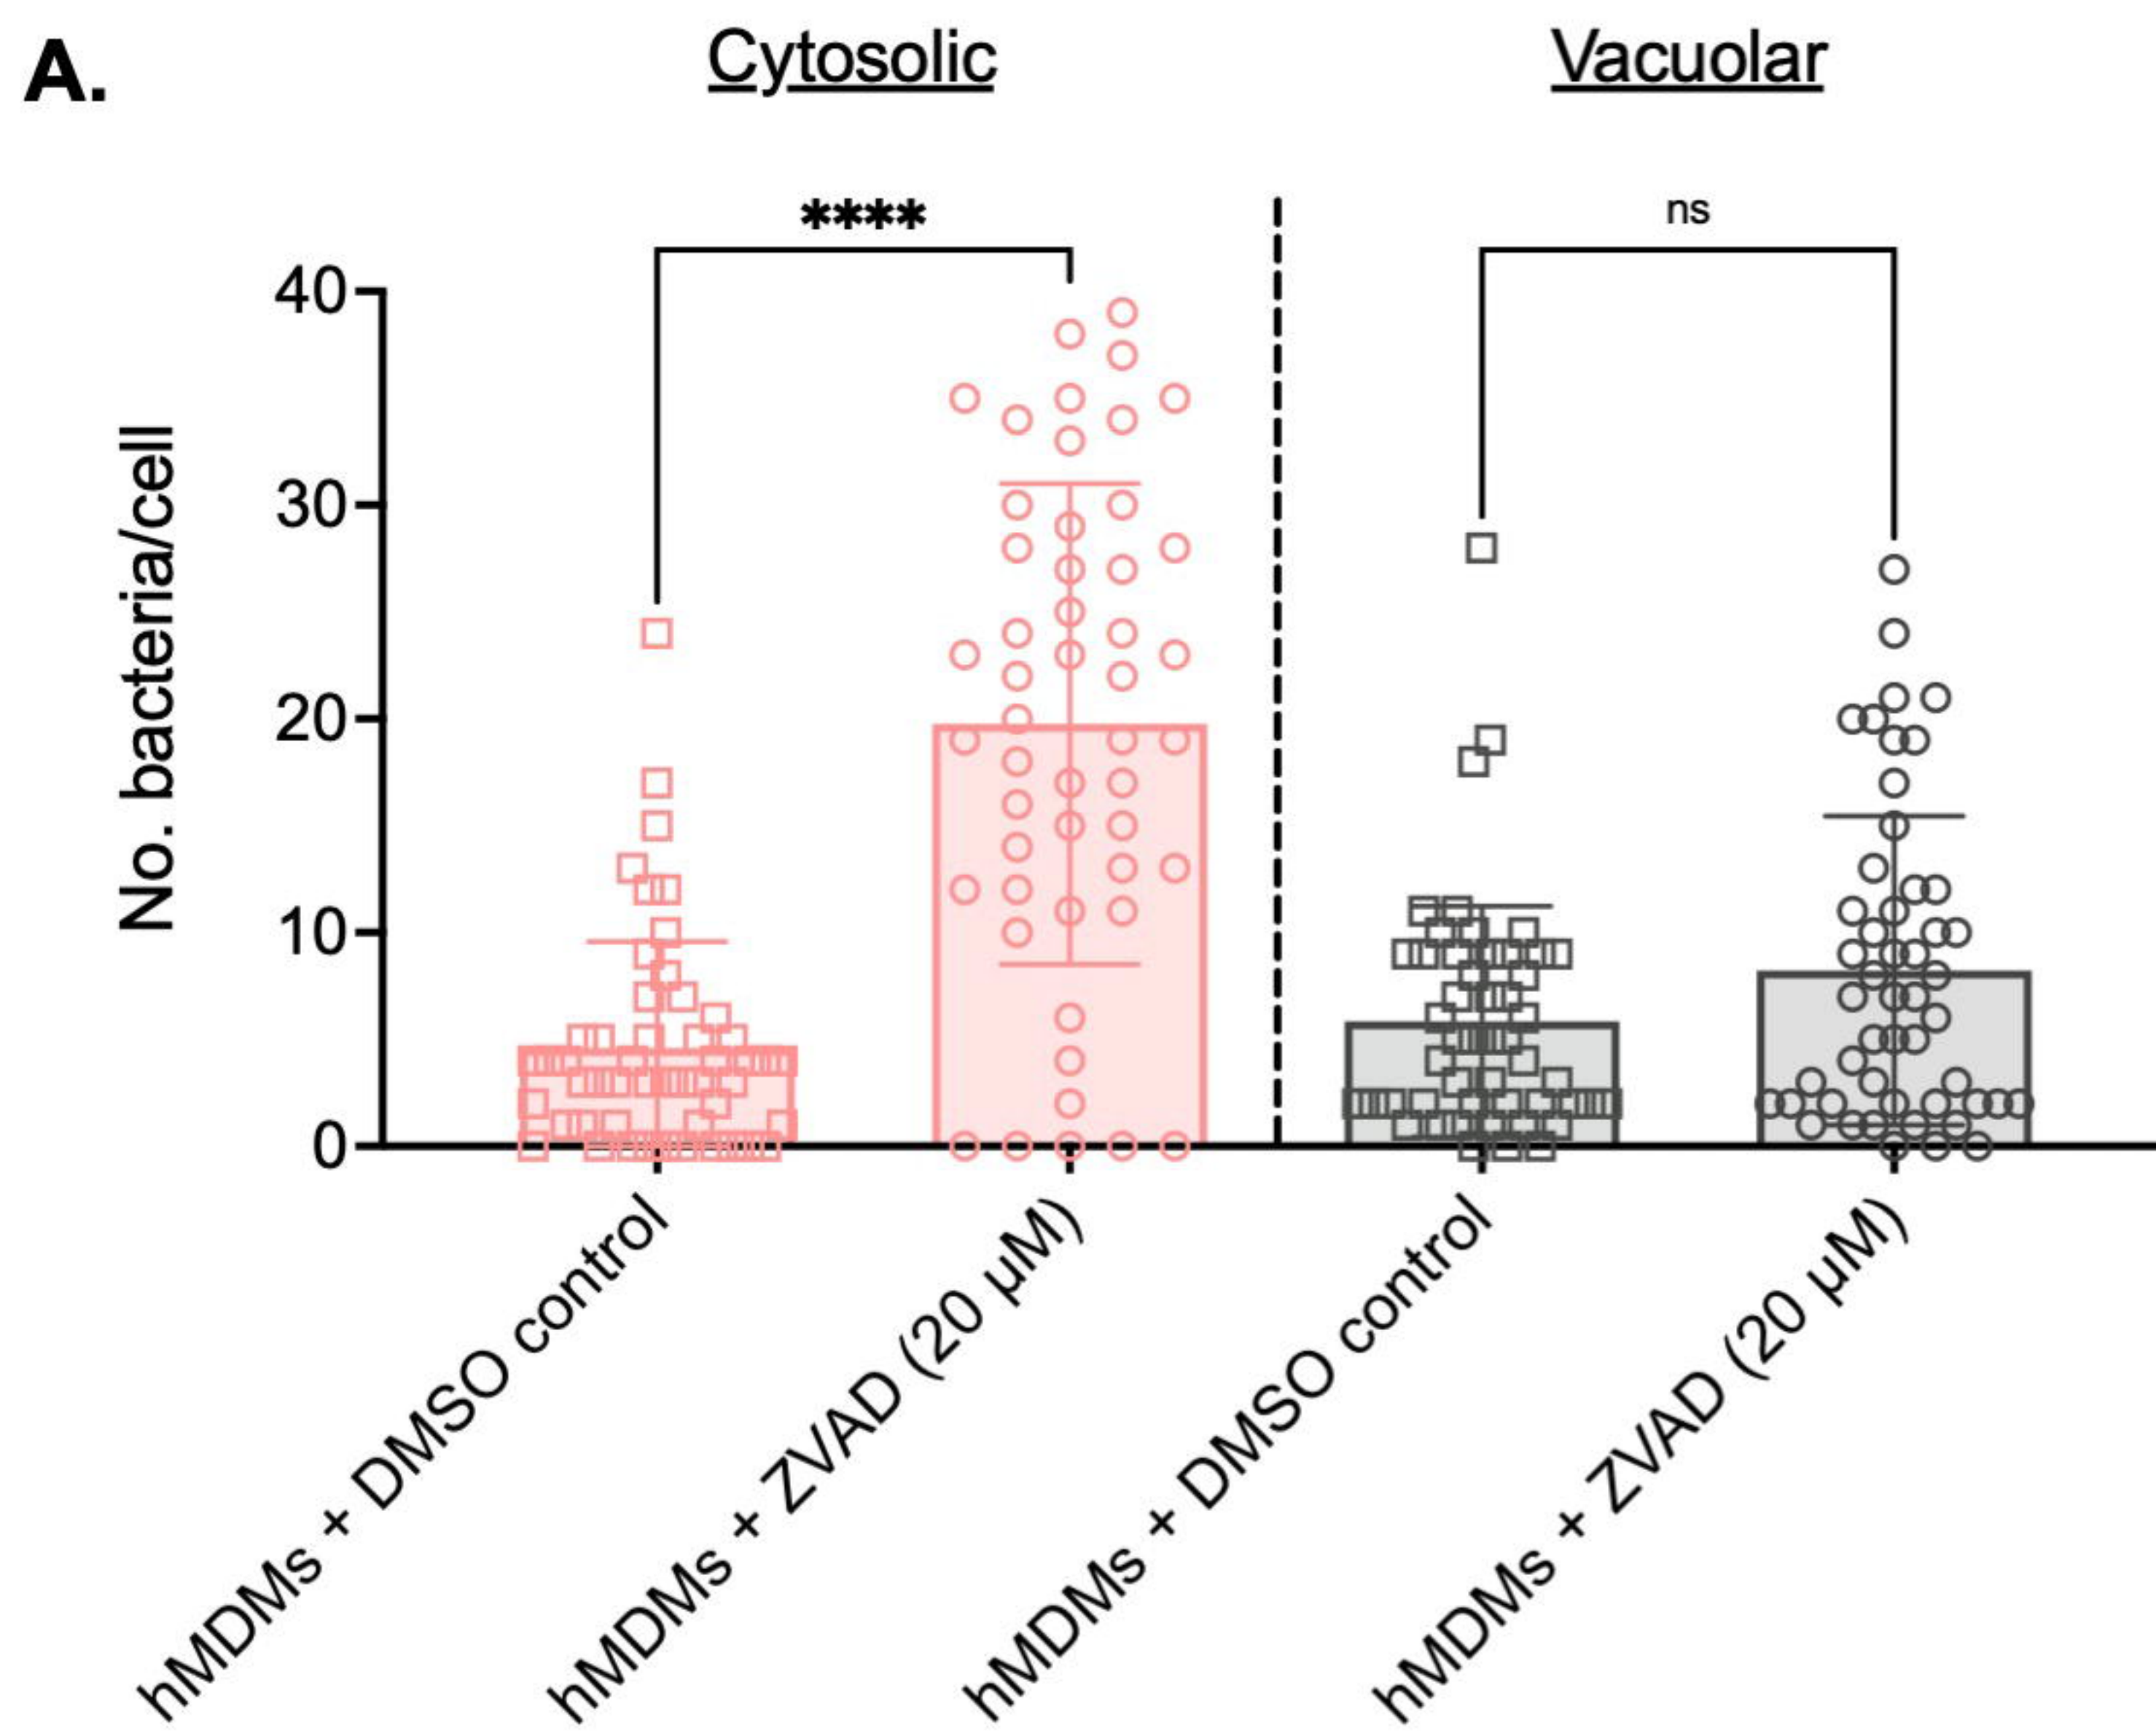 A.
Cytosolic
Vacuolar
****
ns
No. bacteria/cell
40
30
20
10
0
hMDMs + DMSO control
hMDMs + ZVAD (20 µM)
hMDMs + DMSO control
hMDMs + ZVAD (20 µM)